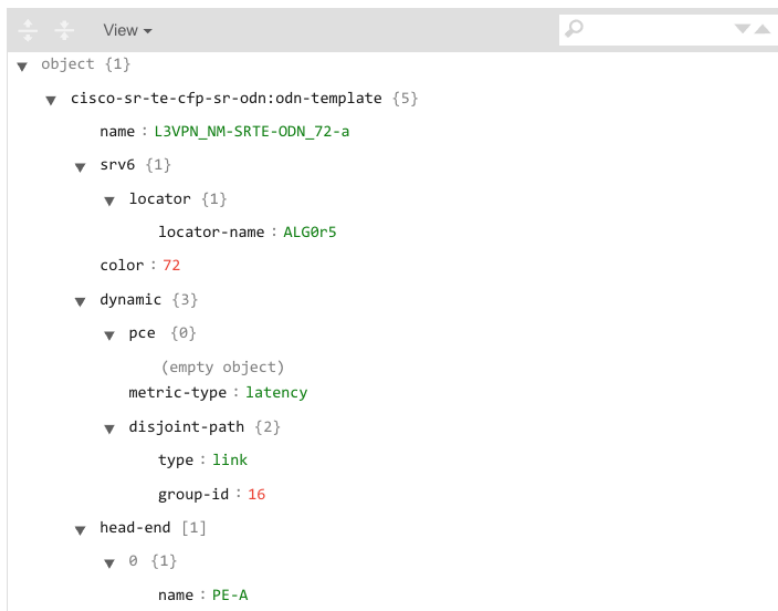 View
object {1}
cisco-sr-te-cfp-sr-odn:odn-template {5}
name : L3VPN_NM-SRTE-ODN_72-a
srv6 {1}
locator {1}
locator-name : ALG0r5
color : 72
dynamic {3}
pce {0}
(empty object)
metric-type : latency
disjoint-path {2}
type : link
group-id : 16
head-end [1]
0 {1}
name : PE-A